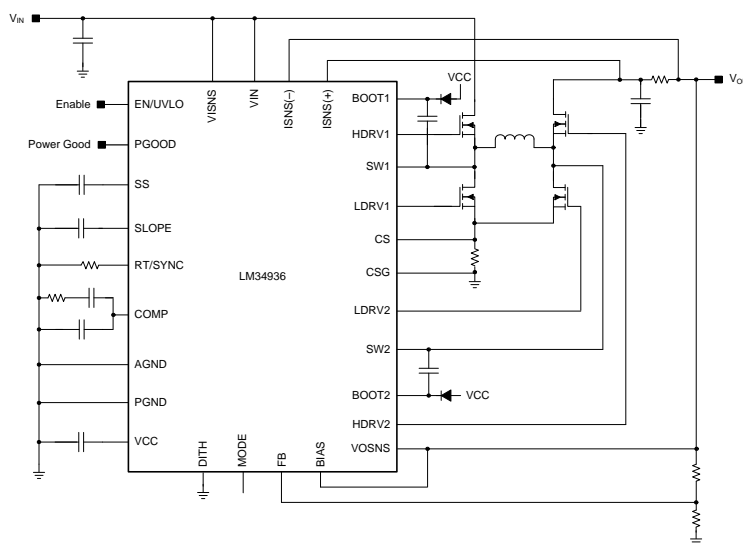 VIN
VO
VISNS
VIN
ISNS(−)
ISNS(+)
Enable
EN/UVLO
Power Good
PGOOD
SS
SLOPE
RT/SYNC
COMP
AGND
PGND
VCC
LM34936
BOOT1
VCC
HDRV1
SW1
LDRV1
CS
CSG
LDRV2
SW2
BOOT2
VCC
HDRV2
VOSNS
DITH
MODE
FB
BIAS